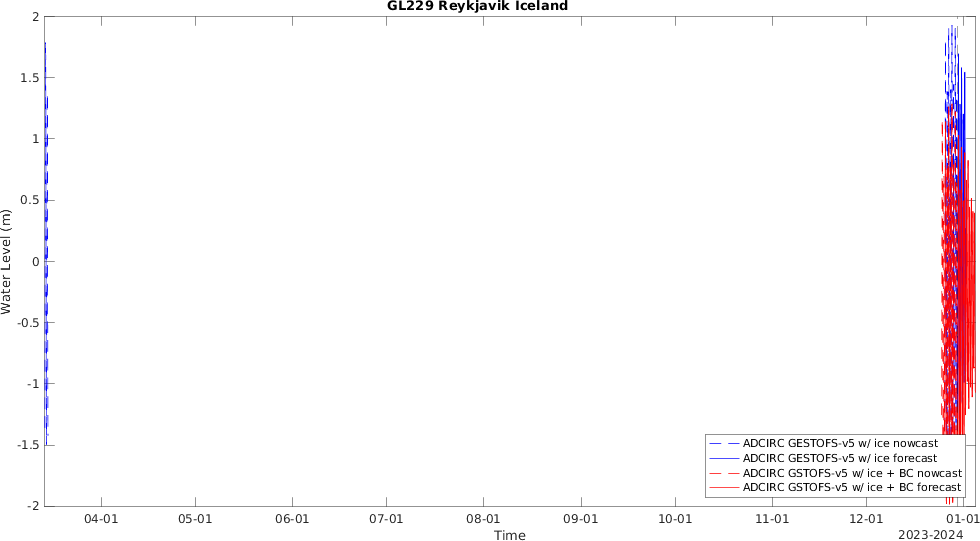 GL229 Reykjavik Iceland
2
1.5
1
0.5
0
-0.5
-1
-1.5
-2
Water Level (m)
ADCIRC GESTOFS-v5 w/ ice nowcast
ADCIRC GESTOFS-v5 w/ ice forecast
ADCIRC GSTOFS-v5 w/ ice + BC nowcast
ADCIRC GSTOFS-v5 w/ ice + BC forecast
04-01 05-01 06-01 07-01 08-01 09-01 10-01 11-01 12-01 01-01
Time
2023-2024